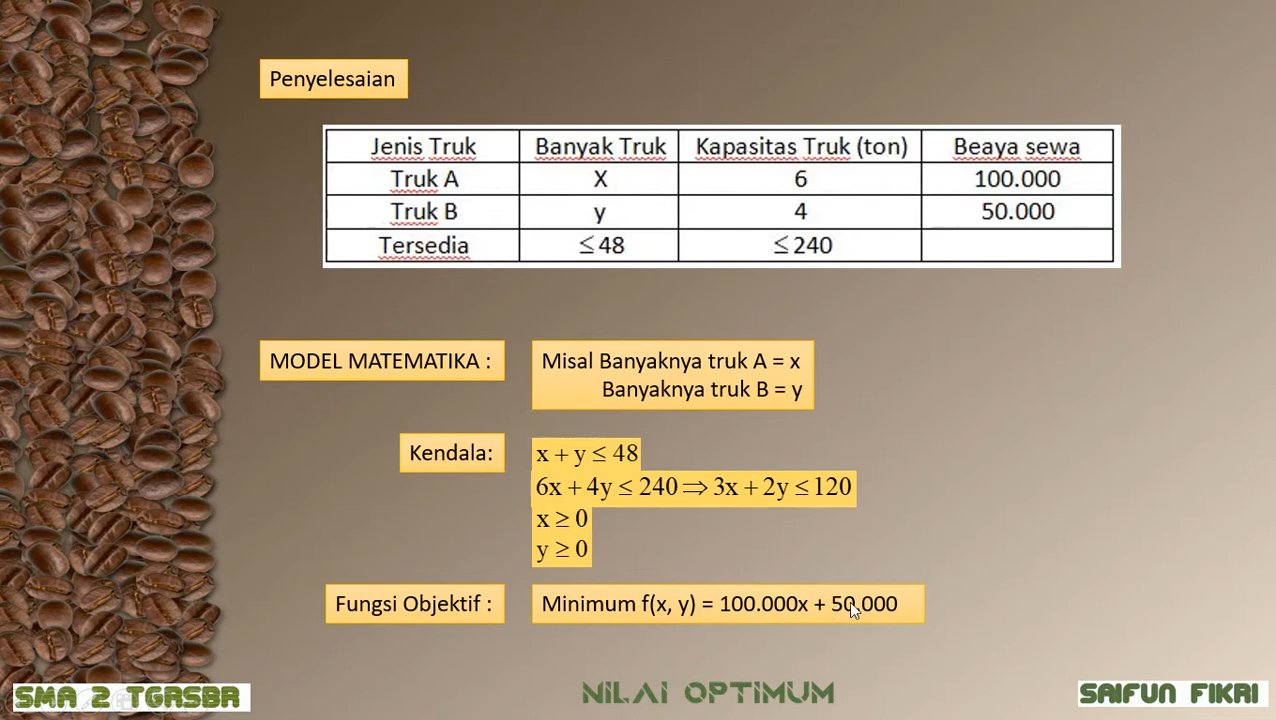 Penyelesaian
Jenis Truk Banyak Truk Kapasitas Truk (ton) Beaya sewa
Truk A X 6 100.000
Truk B y 4 50.000
Tersedia ≤ 48 ≤ 240
MODEL MATEMATIKA : Misal Banyaknya truk A = x
Banyaknya truk B = y
Kendala: x + y ≤ 48
6x + 4y ≤ 240 ⇒ 3x + 2y ≤ 120
x ≥ 0
y ≥ 0
Fungsi Objektif : Minimum f(x, y) = 100.000x + 50.000
SMA 2 TGRSBR NILAI OPTIMUM SAIFUN FIKRI